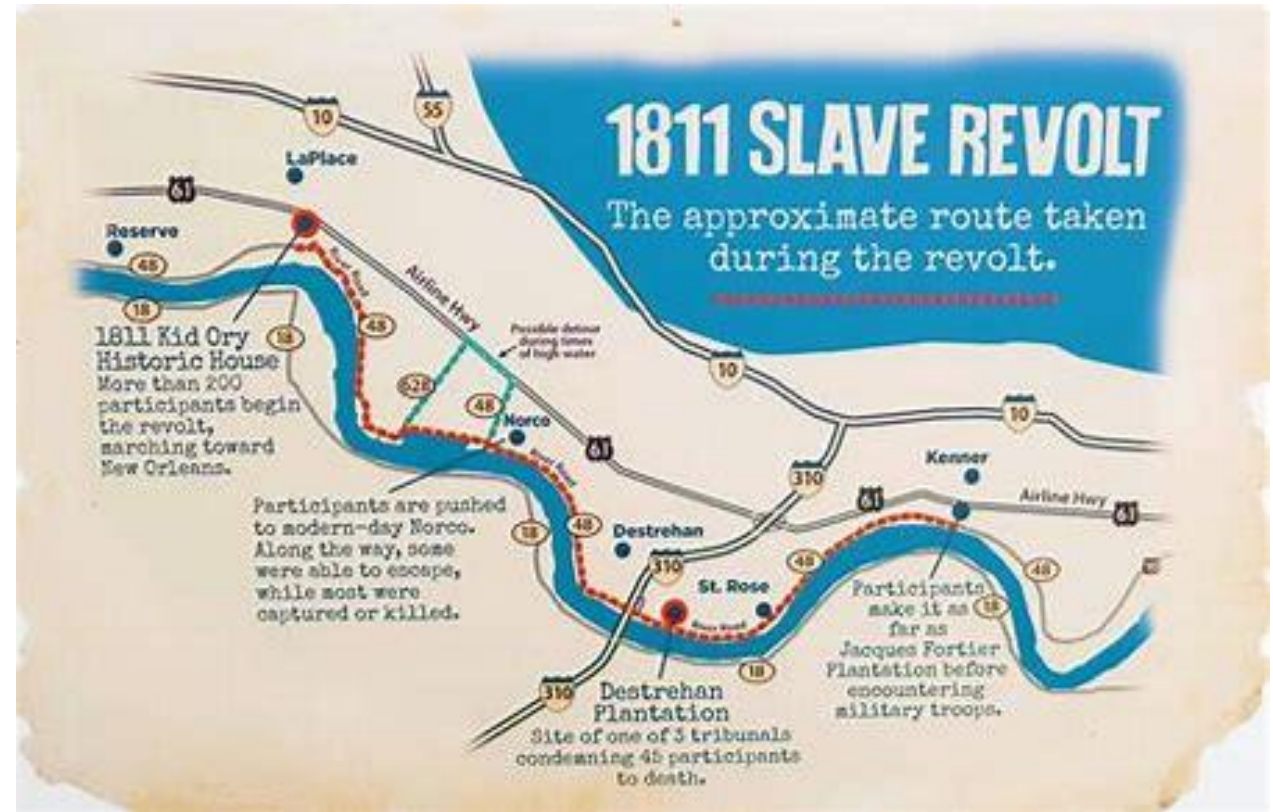 1811 SLAVE REVOLT
The approximate route taken
during the revolt.
10
55
LaPlace
61
Reserve
48
18
River Road
Airline Hwy
18
48
Possible detour
during times
of high water
1811 Kid Ory
Historic House
More than 200
participants begin
the revolt,
marching toward
New Orleans.
628
48
Norco
61
10
10
310
Kenner
61
Airline Hwy
61
River Road
Participants are pushed
to modern-day Norco.
Along the way, some
were able to escape,
while most were
captured or killed.
18
48
Destrehan
310
St. Rose
48
48
River Road
Participants
make it as
18
far as
Jacques Fortier
Plantation before
encountering
military troops.
18
310
Destrehan
Plantation
Site of one of 3 tribunals
condemning 45 participants
to death.